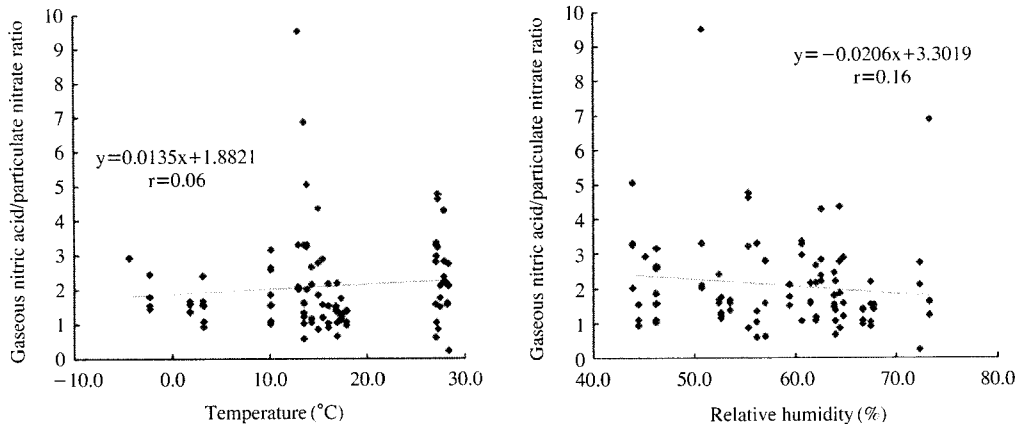 Gaseous nitric acid/particulate nitrate ratio
10
9
8
7
6
5
4
3
2
1
0
y=0.0135x+1.8821
r=0.06
−10.0 0.0 10.0 20.0 30.0
Temperature (°C)
Gaseous nitric acid/particulate nitrate ratio
10
9
8
7
6
5
4
3
2
1
0
y=−0.0206x+3.3019
r=0.16
40.0 50.0 60.0 70.0 80.0
Relative humidity (%)